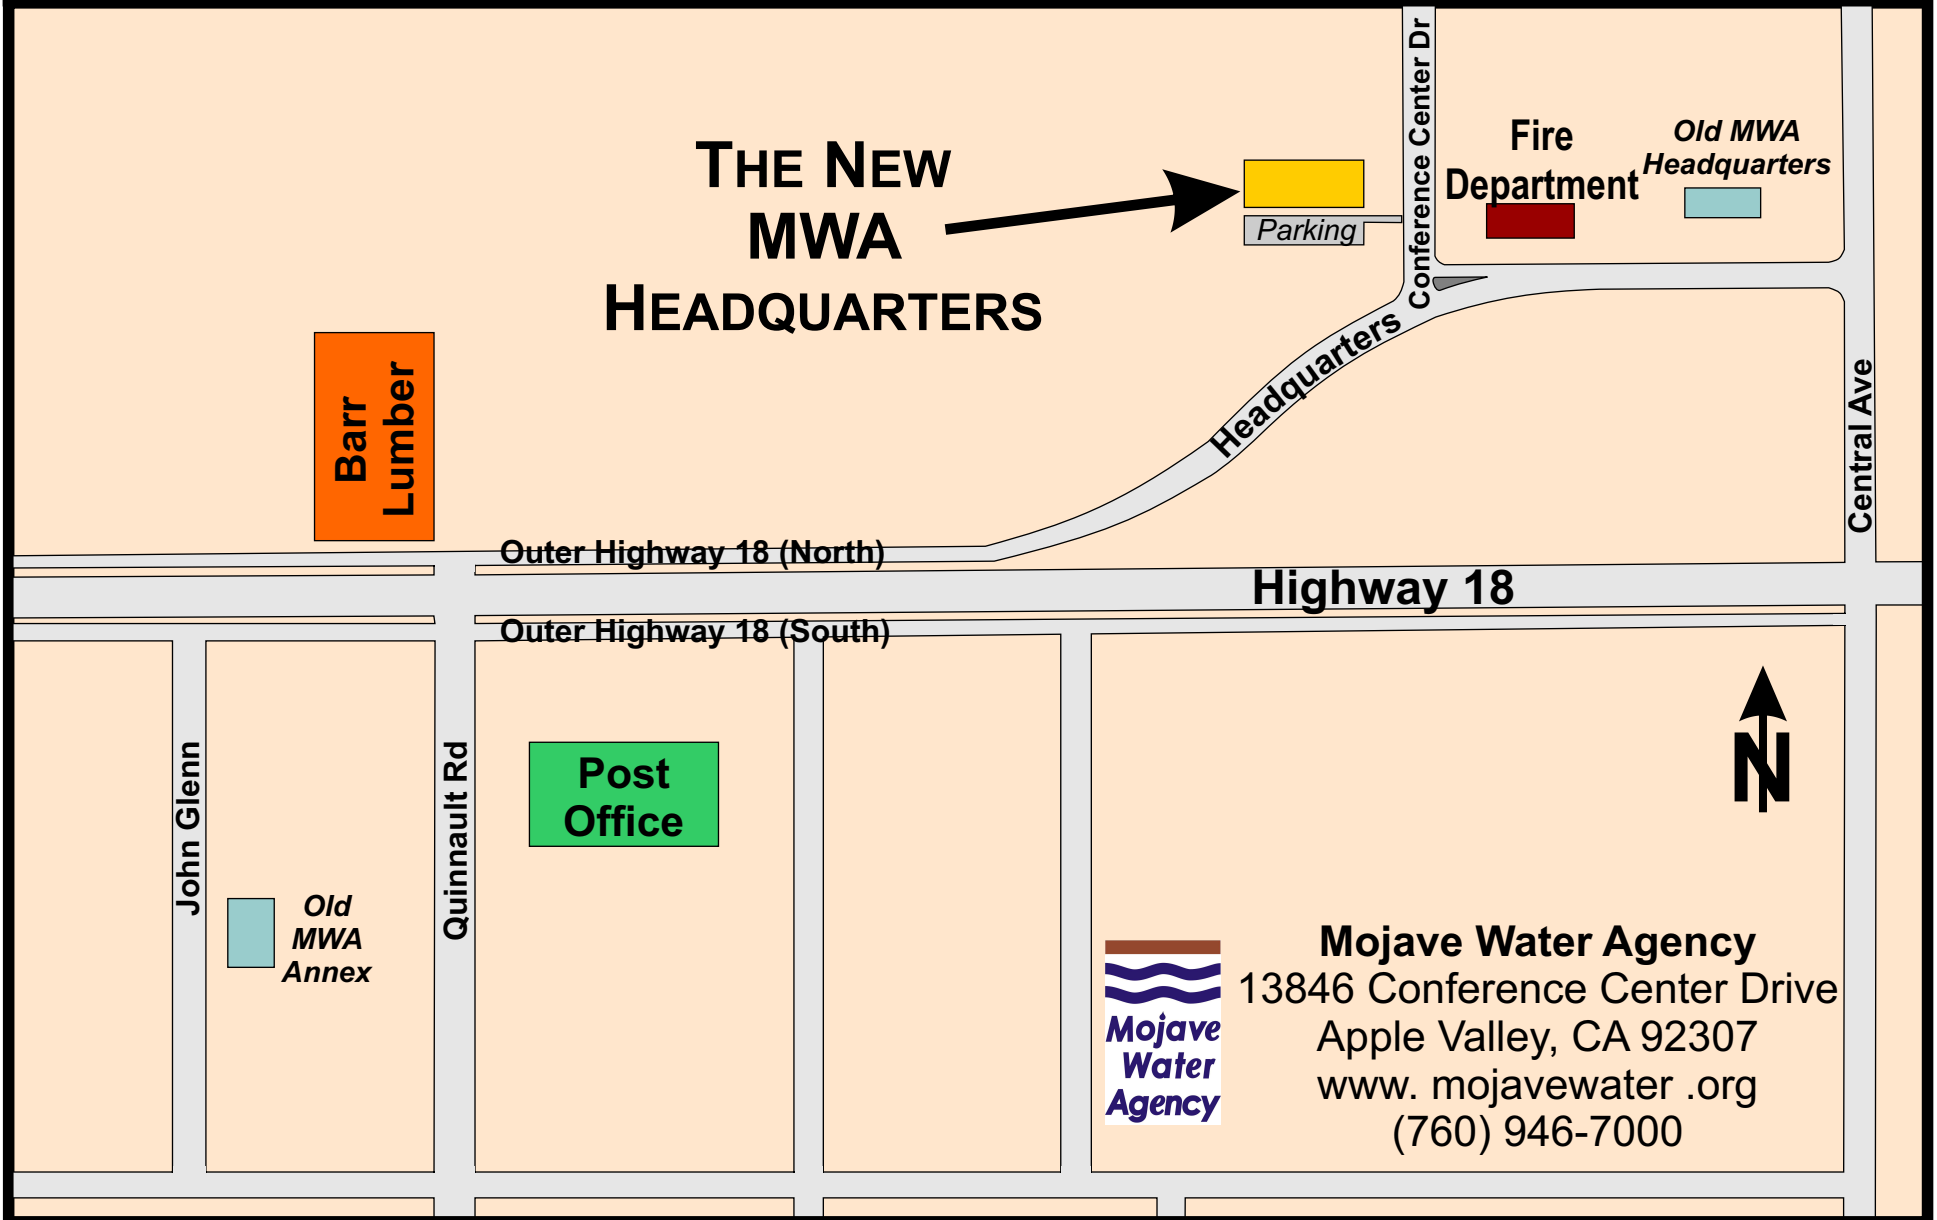 Conference Center Dr
Fire
Department
Old MWA
Headquarters
THE NEW
MWA
HEADQUARTERS
Parking
Headquarters
Central Ave
Barr
Lumber
Outer Highway 18 (North)
Highway 18
Outer Highway 18 (South)
John Glenn
Quinnault Rd
Post
Office
N
Old
MWA
Annex
Mojave
Water
Agency
Mojave Water Agency
13846 Conference Center Drive
Apple Valley, CA 92307
www. mojavewater .org
(760) 946-7000